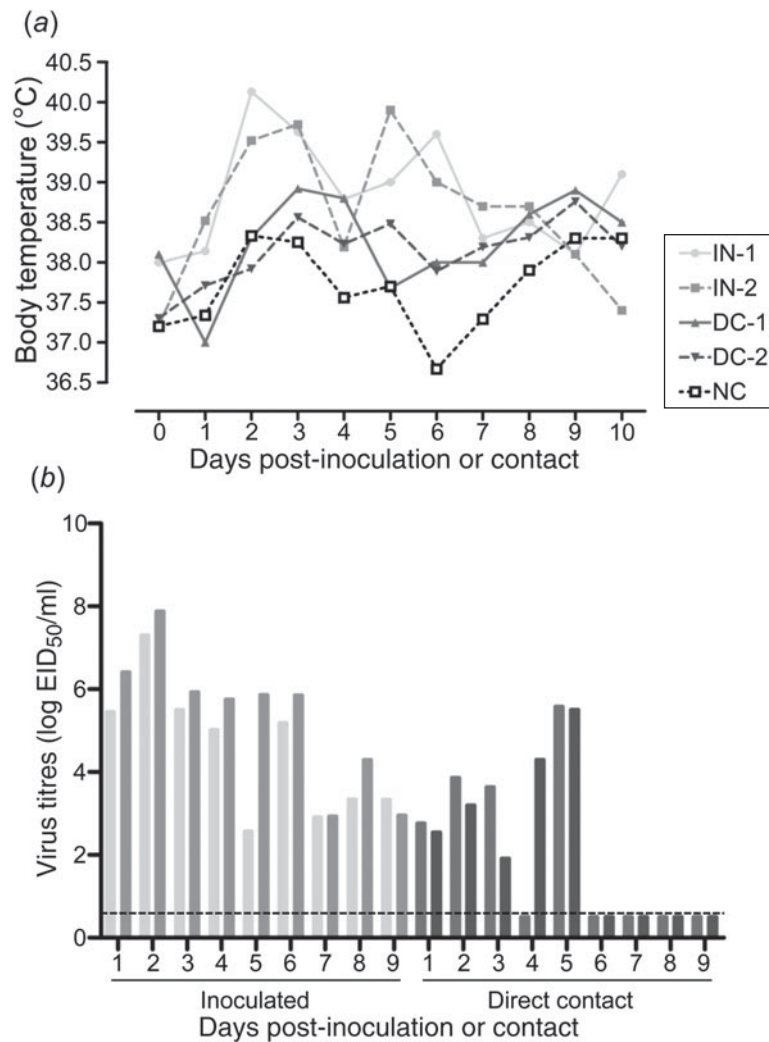 (a)
Body temperature (°C)
40.5
40.0
39.5
39.0
38.5
38.0
37.5
37.0
36.5
0 1 2 3 4 5 6 7 8 9 10
Days post-inoculation or contact
IN-1
IN-2
DC-1
DC-2
NC
(b)
Virus titres (log EID50/ml)
10
8
6
4
2
0
1 2 3 4 5 6 7 8 9 1 2 3 4 5 6 7 8 9
Inoculated Direct contact
Days post-inoculation or contact